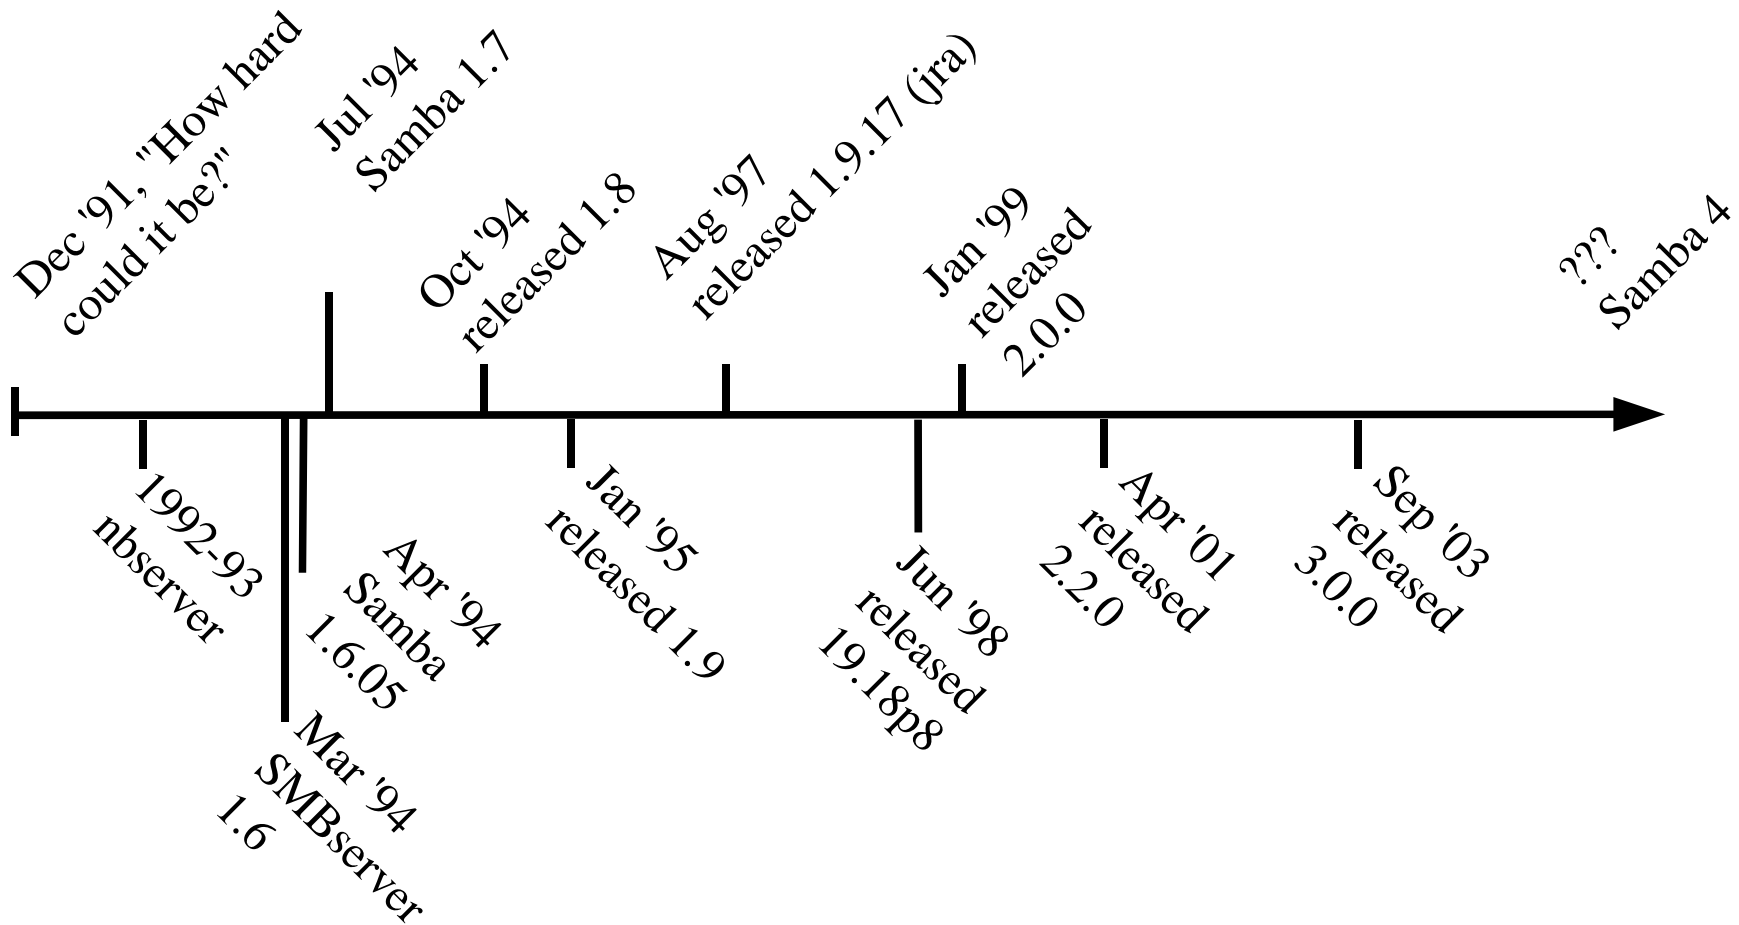 Dec '91, "How hard
could it be?"
Jul '94
Samba 1.7
Oct '94
released 1.8
Aug '97
released 1.9.17 (jra)
Jan '99
released
2.0.0
???
Samba 4
1992-93
nbserver
Mar '94
SMBserver
1.6
Apr '94
Samba
1.6.05
Jan '95
released 1.9
Jun '98
released
19.18p8
Apr '01
released
2.2.0
Sep '03
released
3.0.0